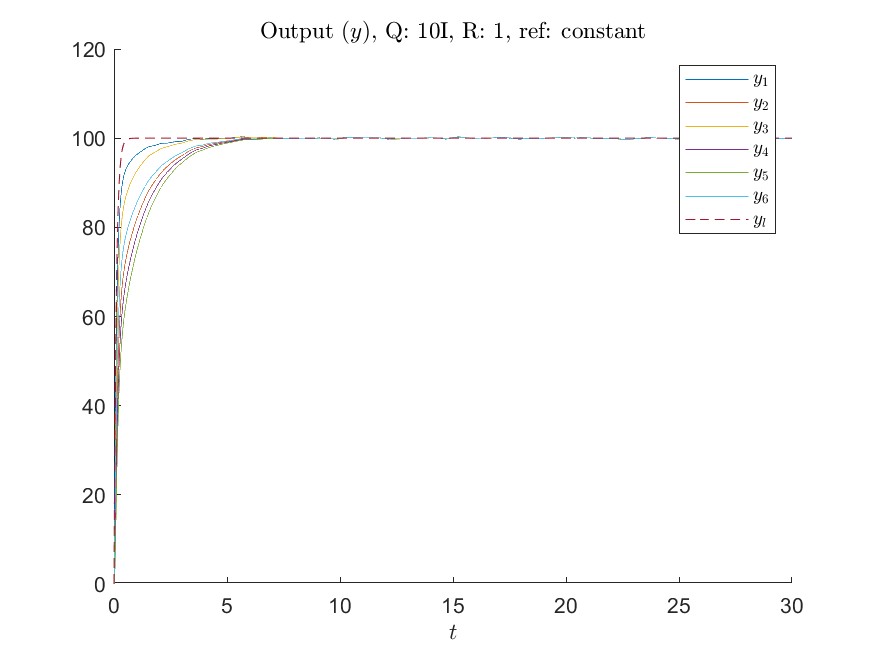 Output (y), Q: 10I, R: 1, ref: constant
120
100
80
60
40
20
0
y₁
y₂
y₃
y₄
y₅
y₆
yₗ
0 5 10 15 20 25 30
t